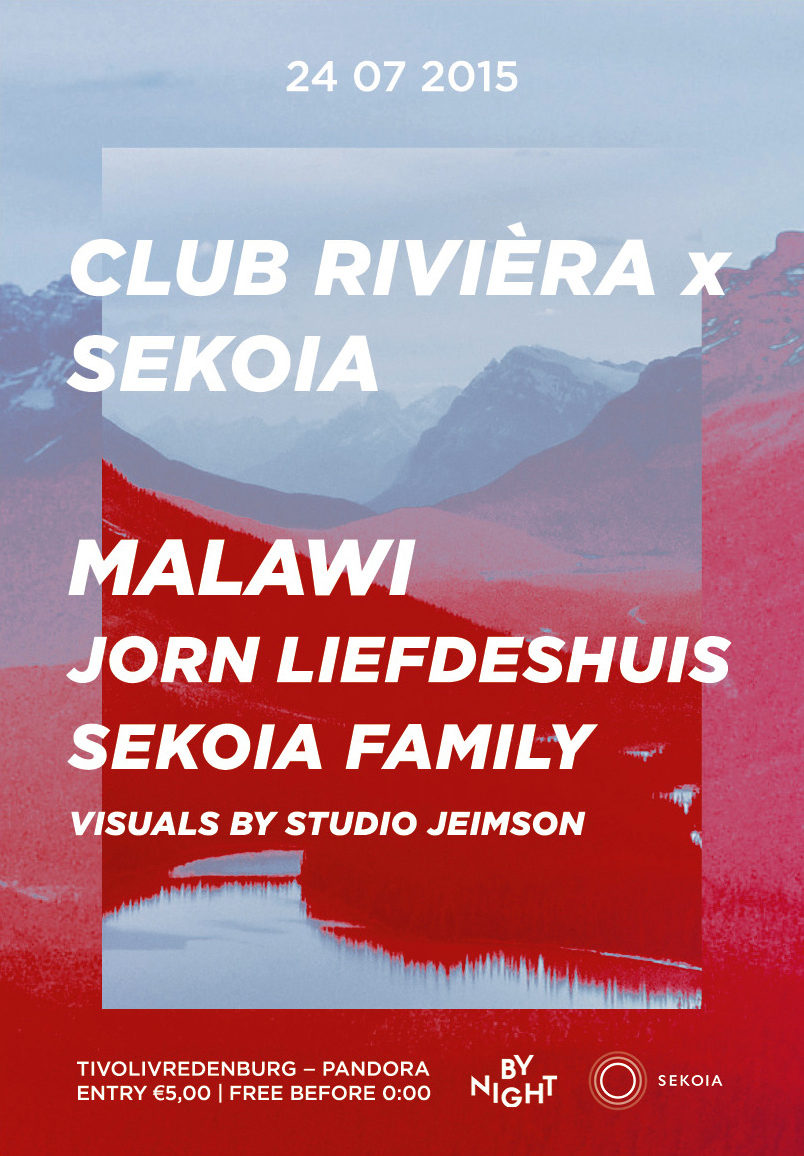 24 07 2015
CLUB RIVIÈRA x
SEKOIA
MALAWI
JORN LIEFDESHUIS
SEKOIA FAMILY
VISUALS BY STUDIO JEIMSON
TIVOLIVREDENBURG – PANDORA
ENTRY €5,00 | FREE BEFORE 0:00
BY
NIGHT
SEKOIA